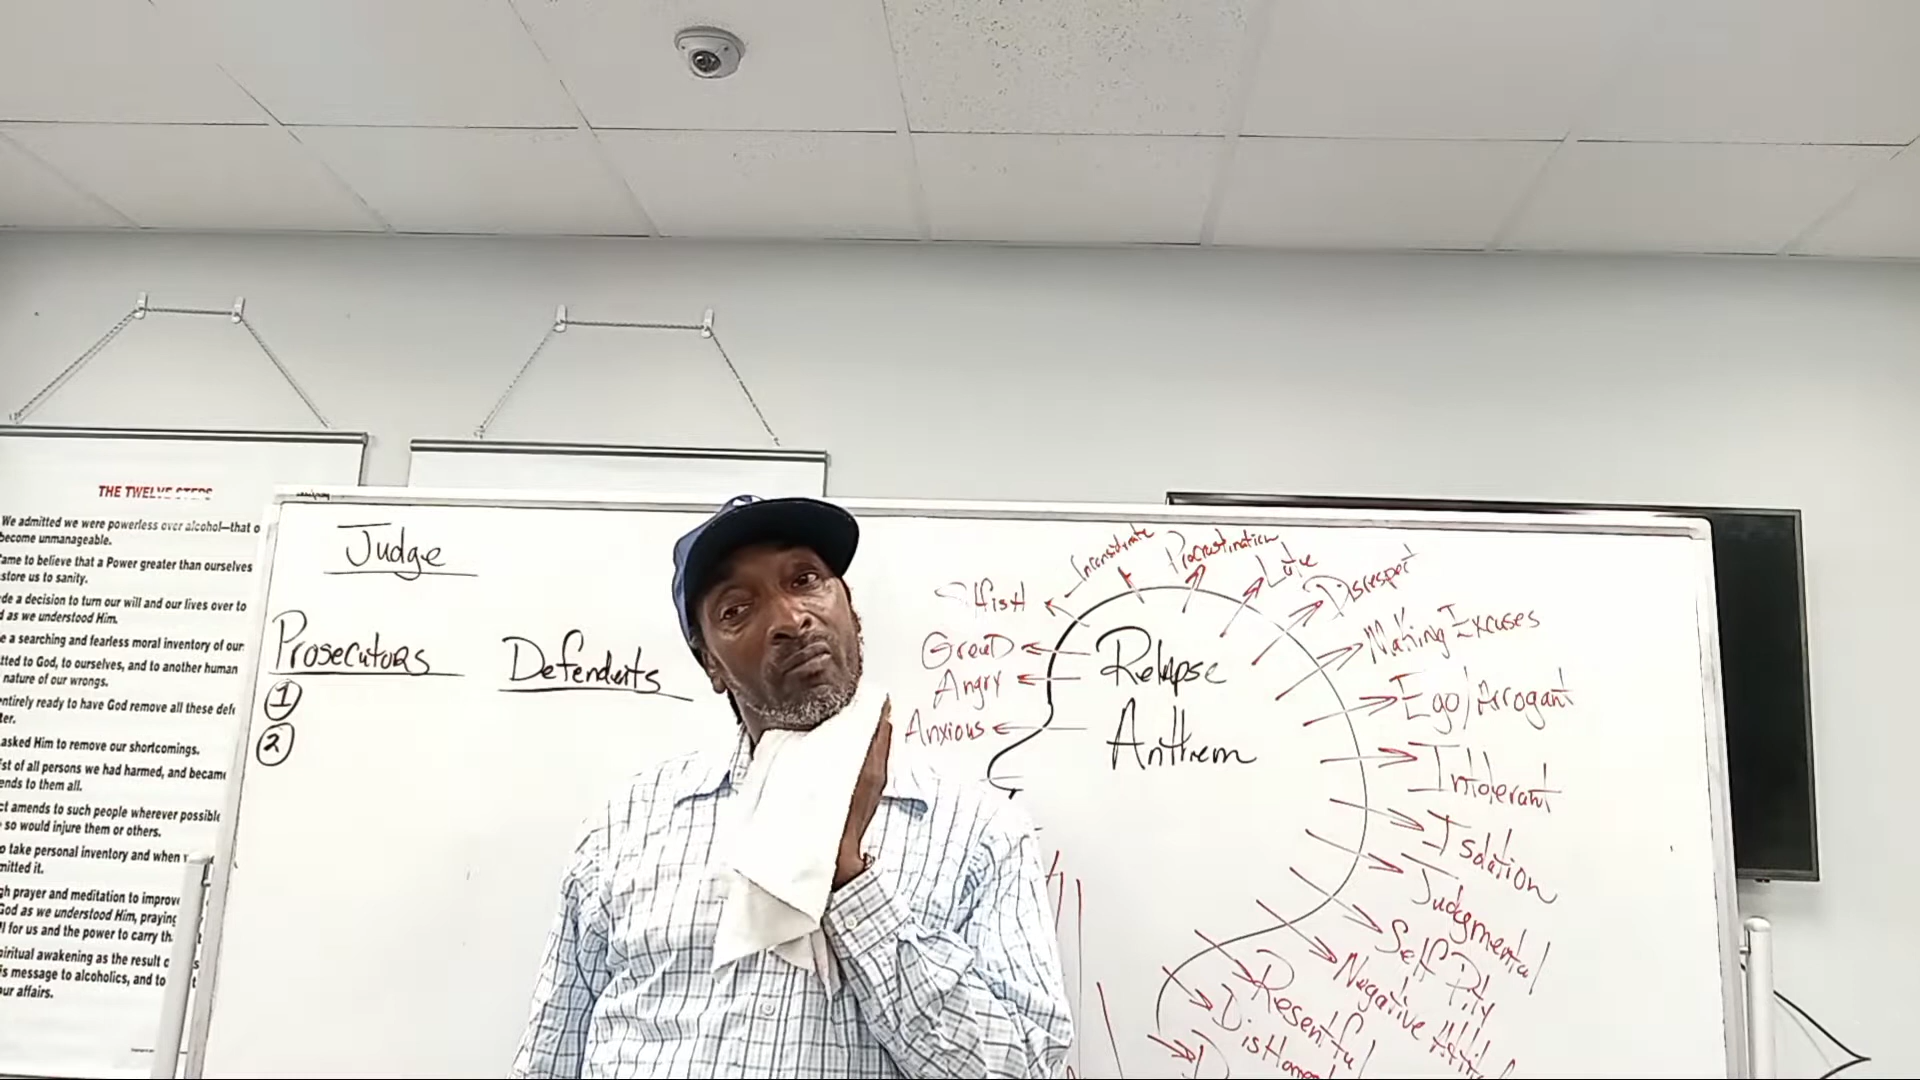 THE TWELVE STEPS
We admitted we were powerless over alcohol—that o
become unmanageable.
ame to believe that a Power greater than ourselves
store us to sanity.
de a decision to turn our will and our lives over to
d as we understood Him.
e a searching and fearless moral inventory of our
tted to God, to ourselves, and to another human
nature of our wrongs.
entirely ready to have God remove all these defe
ter.
asked Him to remove our shortcomings.
ist of all persons we had harmed, and became
ends to them all.
ct amends to such people wherever possible
so would injure them or others.
o take personal inventory and when
mitted it.
gh prayer and meditation to improve
God as we understood Him, praying
ll for us and the power to carry th
piritual awakening as the result o
is message to alcoholics, and to
our affairs.
Judge
Prosecutors
1
2
Defendents
Relapse
Anthem
Inconsiderate
Procrastination
Late
Disrespect
Selfish
Greed
Angry
Anxious
Making Excuses
Ego/Arrogant
Intolerant
Isolation
Judgmental
Self Pity
Negative
Resentful